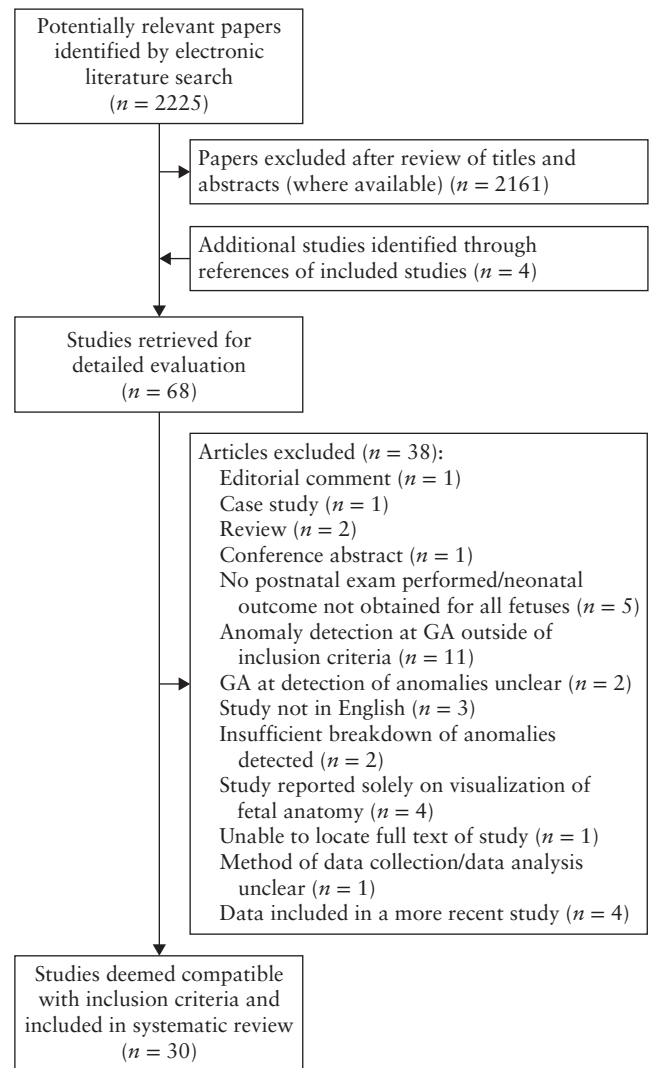 Potentially relevant papers
identified by electronic
literature search
(n = 2225)
Papers excluded after review of titles and
abstracts (where available) (n = 2161)
Additional studies identified through
references of included studies (n = 4)
Studies retrieved for
detailed evaluation
(n = 68)
Articles excluded (n = 38):
Editorial comment (n = 1)
Case study (n = 1)
Review (n = 2)
Conference abstract (n = 1)
No postnatal exam performed/neonatal
outcome not obtained for all fetuses (n = 5)
Anomaly detection at GA outside of
inclusion criteria (n = 11)
GA at detection of anomalies unclear (n = 2)
Study not in English (n = 3)
Insufficient breakdown of anomalies
detected (n = 2)
Study reported solely on visualization of
fetal anatomy (n = 4)
Unable to locate full text of study (n = 1)
Method of data collection/data analysis
unclear (n = 1)
Data included in a more recent study (n = 4)
Studies deemed compatible
with inclusion criteria and
included in systematic review
(n = 30)